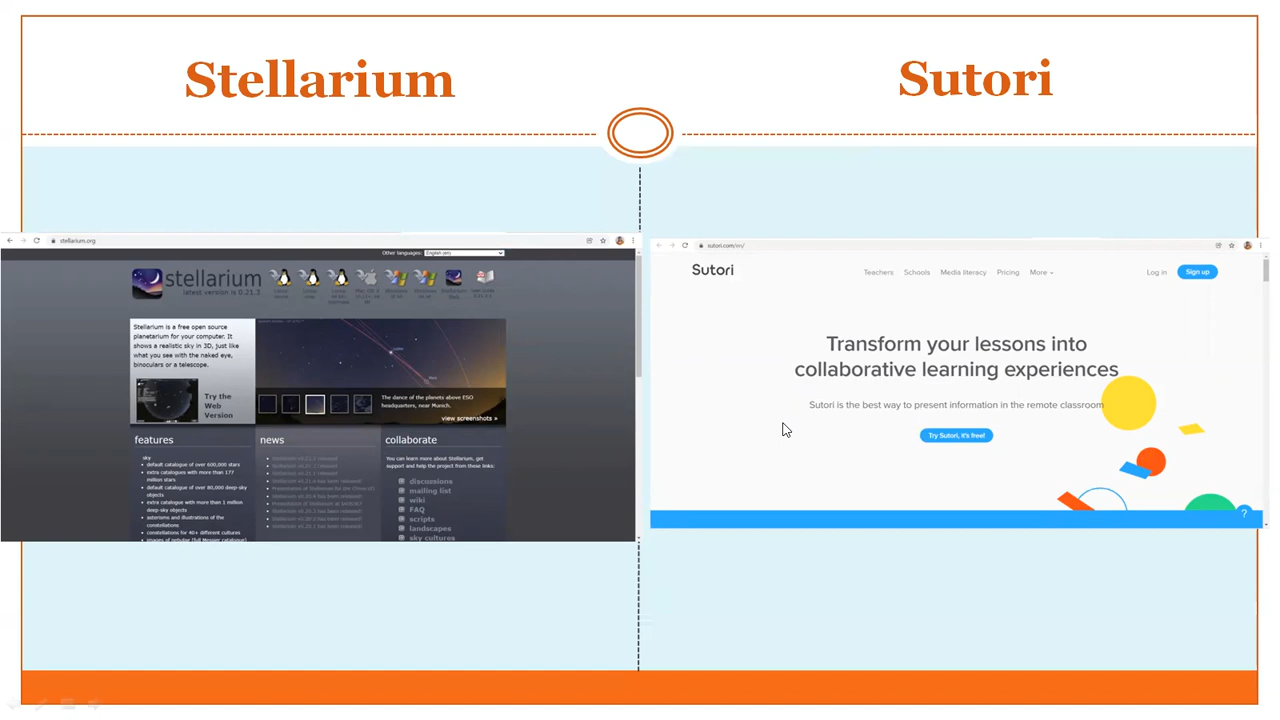 Stellarium
Sutori
stellarium.org
Other languages: English (en)
stellarium
latest version is 0.21.3
Stellarium is a free open source
planetarium for your computer. It
shows a realistic sky in 3D, just like
what you see with the naked eye,
binoculars or a telescope.
Try the
Web
Version
The dance of the planets above ESO
headquarters, near Munich.
view screenshots »
features
sky
default catalogue of over 600,000 stars
extra catalogues with more than 177
million stars
default catalogue of over 80,000 deep-sky
objects
extra catalogue with more than 1 million
deep-sky objects
asterisms and illustrations of the
constellations
constellations for 40+ different cultures
images of nebulae (full Messier catalogue)
news
collaborate
You can learn more about Stellarium, get
support and help the project from these links:
discussions
mailing list
wiki
FAQ
scripts
landscapes
sky cultures
sutori.com/en/
Sutori
Teachers Schools Media literacy Pricing More
Log in Sign up
Transform your lessons into
collaborative learning experiences
Sutori is the best way to present information in the remote classroom
Try Sutori, it's free!
?